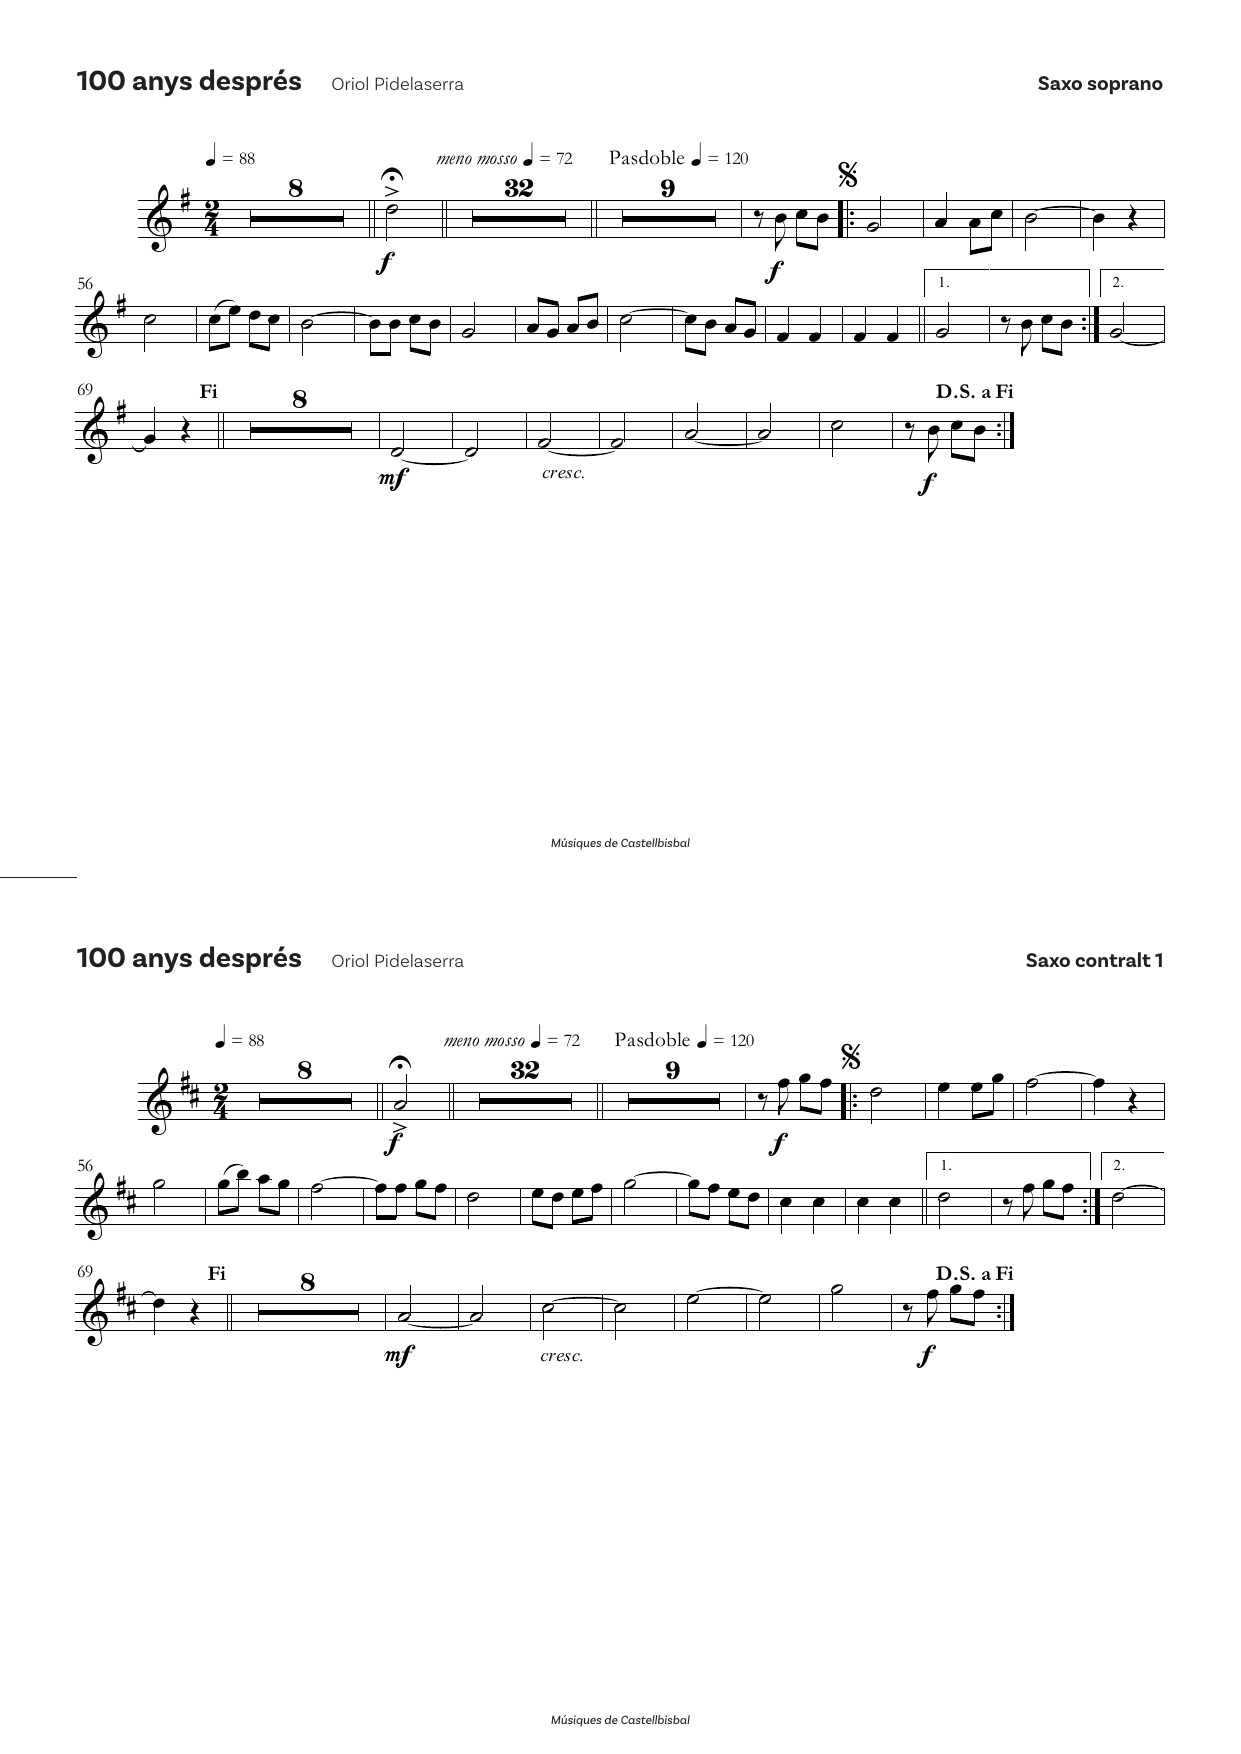 100 anys després Oriol Pidelaserra Saxo soprano
= 88 meno mosso = 72 Pasdoble = 120
8 32 9
2
4
f f
56 1. 2.
69 Fi 8 D.S. a Fi
mf cresc. f
Músiques de Castellbisbal
100 anys després Oriol Pidelaserra Saxo contralt 1
= 88 meno mosso = 72 Pasdoble = 120
8 32 9
2
4
f f
56 1. 2.
69 Fi 8 D.S. a Fi
mf cresc. f
Músiques de Castellbisbal